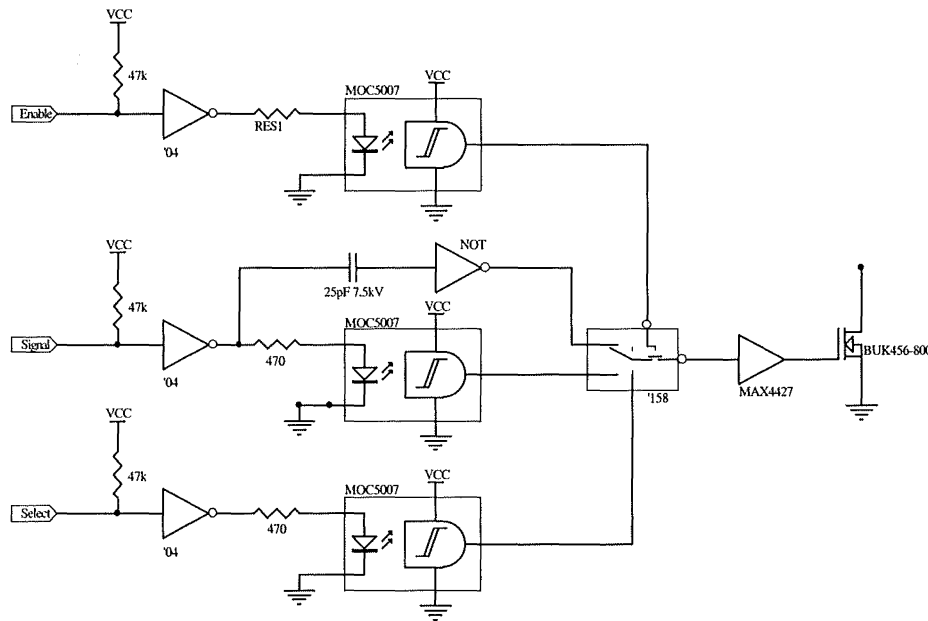 VCC
47k
Enable
'04
RES1
MOC5007
VCC
VCC
47k
Signal
'04
25pF 7.5kV
NOT
470
MOC5007
VCC
'158
MAX4427
BUK456-800
VCC
47k
Select
'04
470
MOC5007
VCC